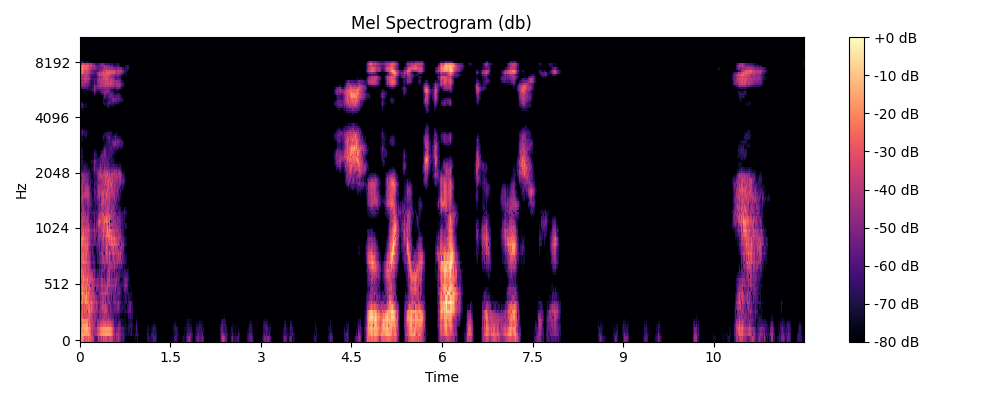 Mel Spectrogram (db)
Hz
8192
4096
2048
1024
512
0
0 1.5 3 4.5 6 7.5 9 10
Time
+0 dB
-10 dB
-20 dB
-30 dB
-40 dB
-50 dB
-60 dB
-70 dB
-80 dB